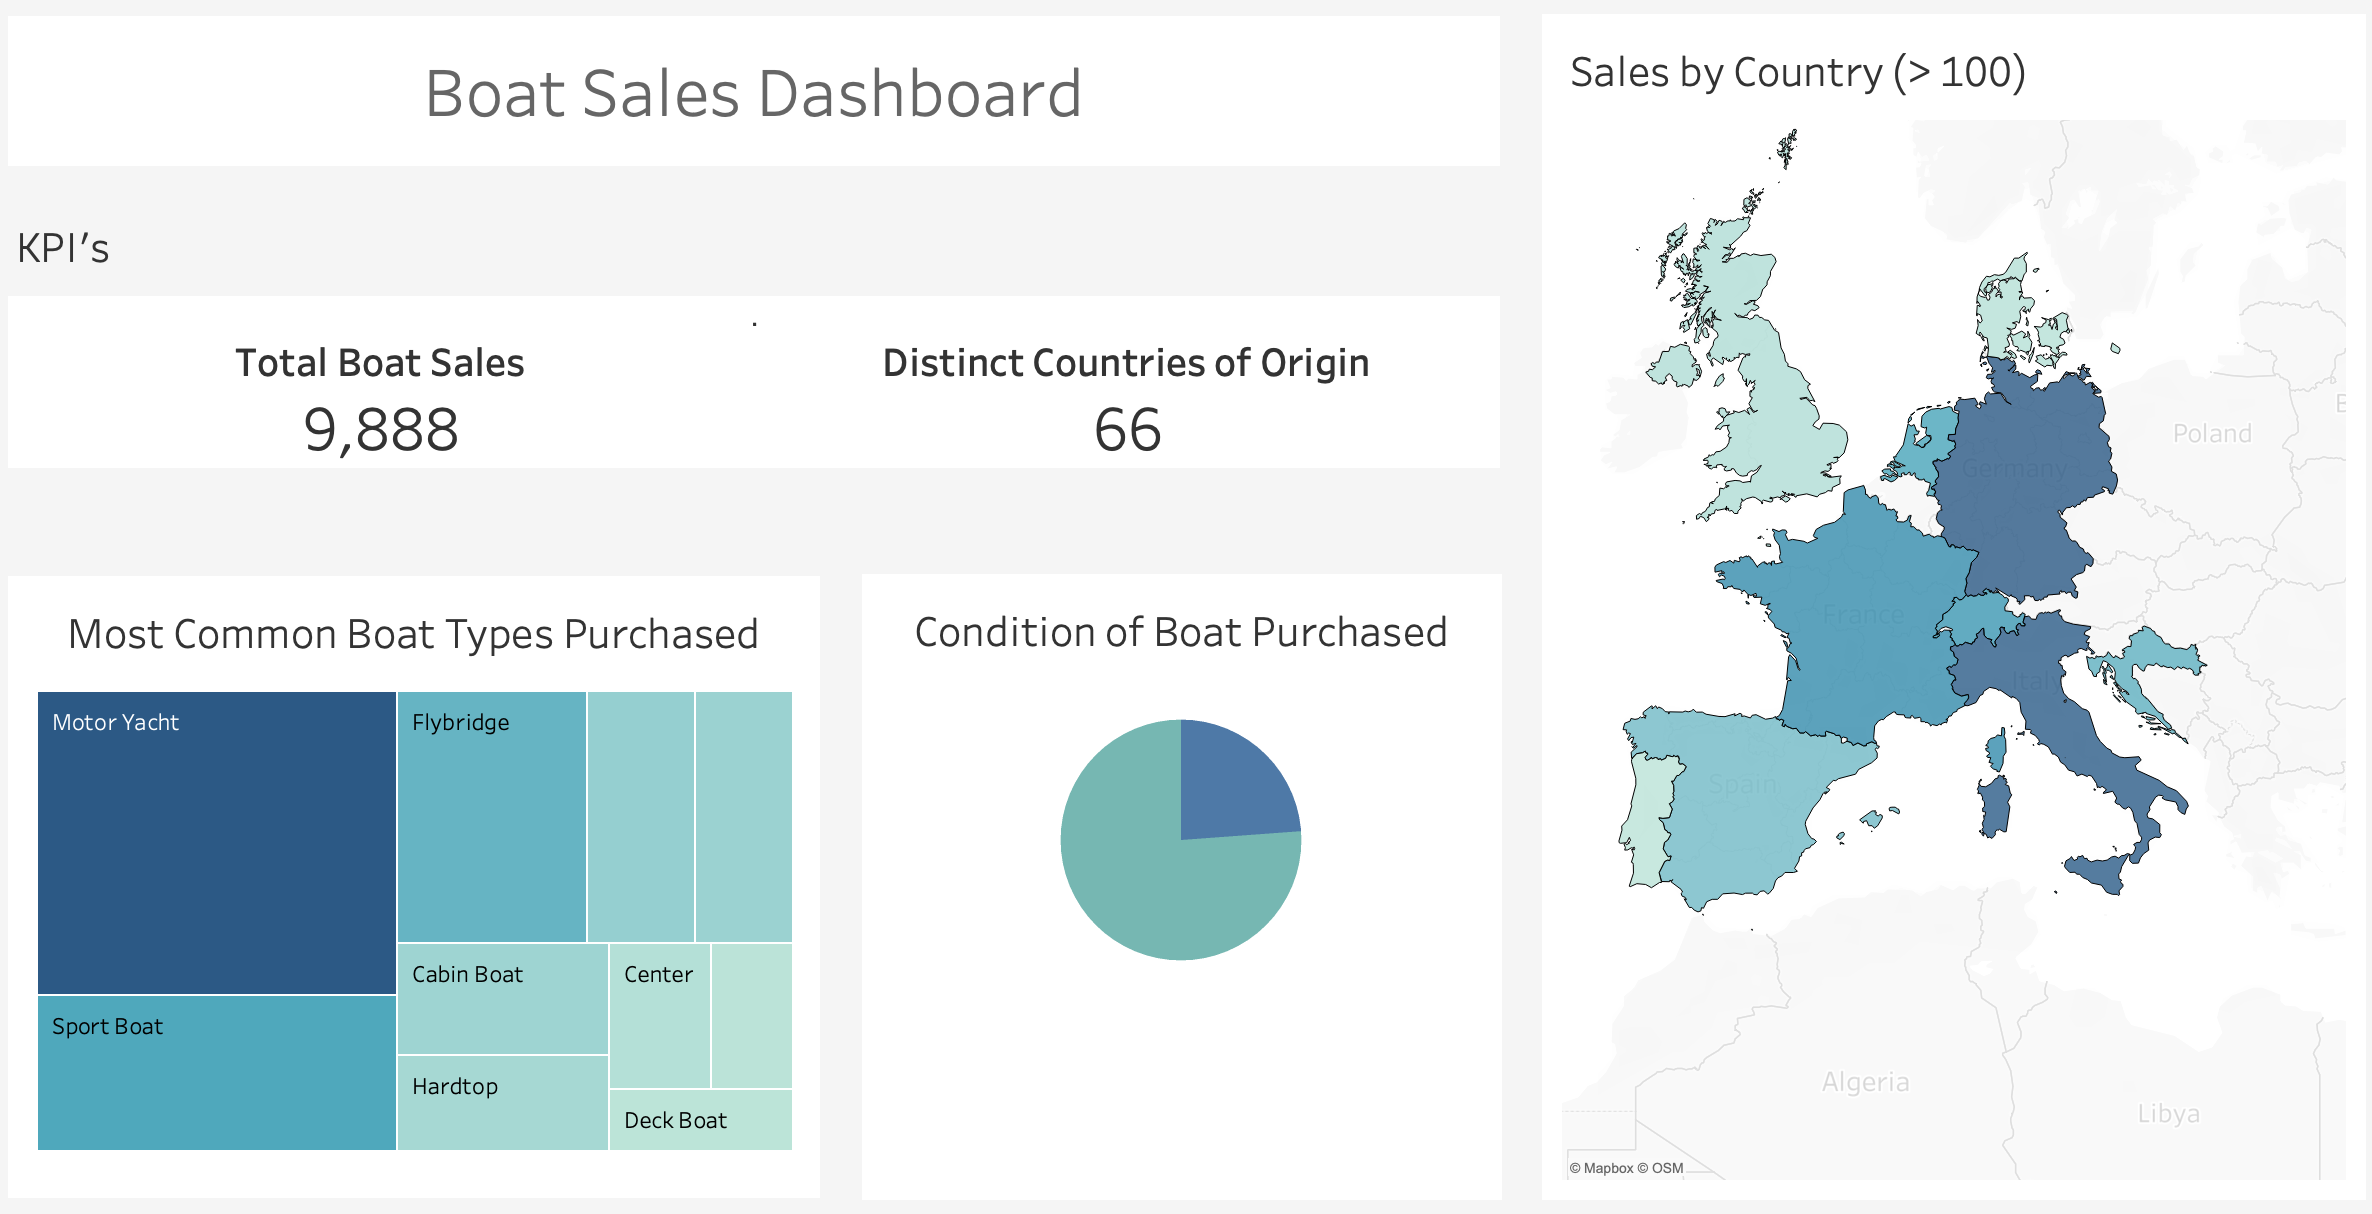 Boat Sales Dashboard
KPI's
.
Total Boat Sales
9,888
Distinct Countries of Origin
66
Most Common Boat Types Purchased
Motor Yacht
Flybridge
Cabin Boat
Center
Sport Boat
Hardtop
Deck Boat
Condition of Boat Purchased
Sales by Country (> 100)
Poland
Germany
France
Italy
Spain
Algeria
Libya
© Mapbox © OSM